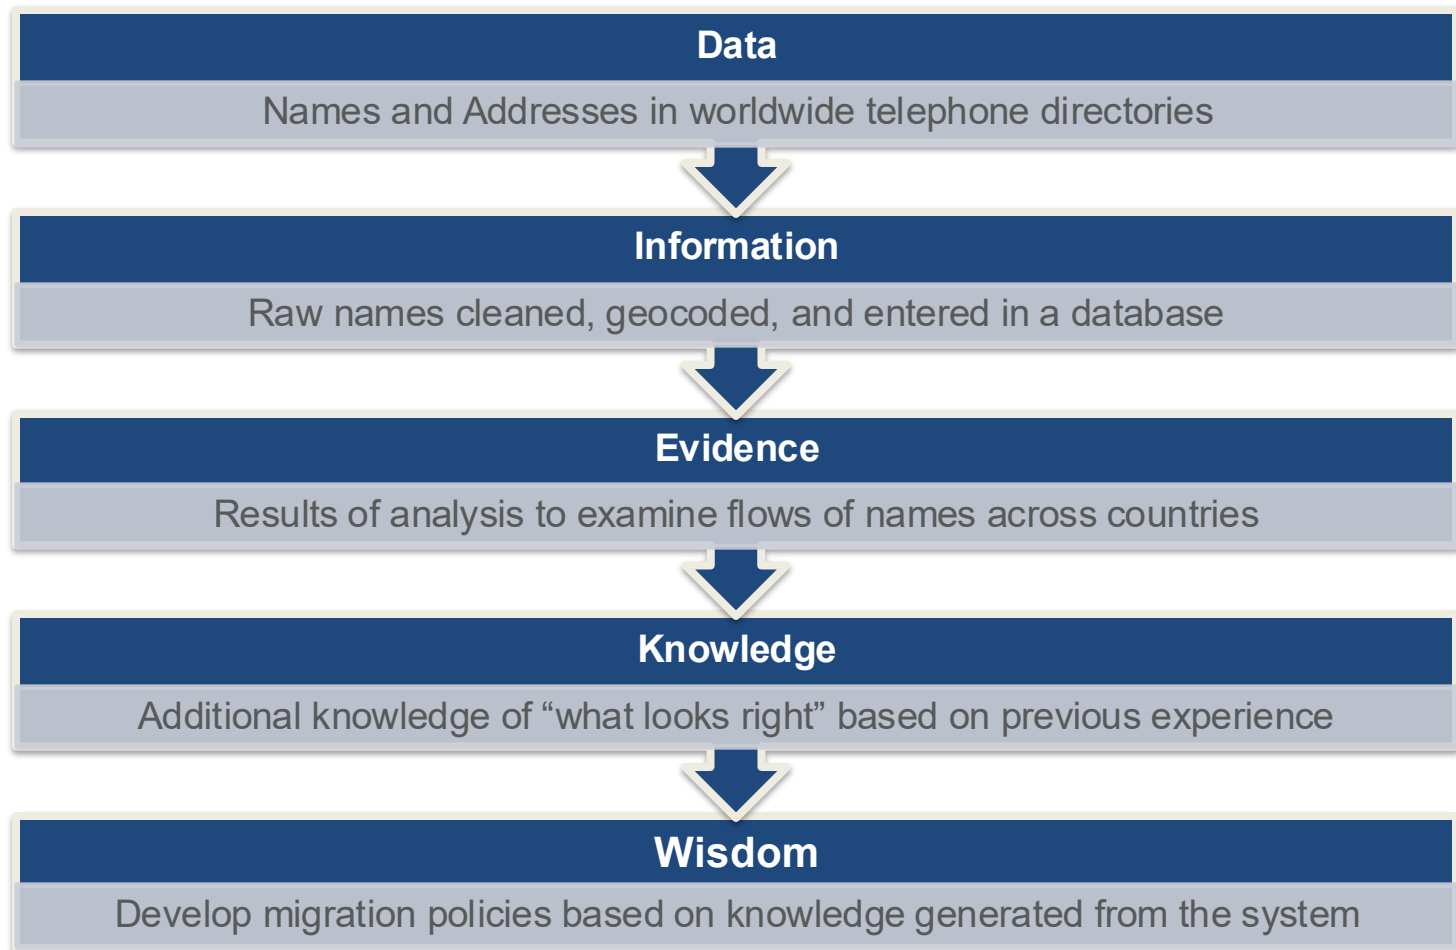 Data
Names and Addresses in worldwide telephone directories
Information
Raw names cleaned, geocoded, and entered in a database
Evidence
Results of analysis to examine flows of names across countries
Knowledge
Additional knowledge of “what looks right” based on previous experience
Wisdom
Develop migration policies based on knowledge generated from the system